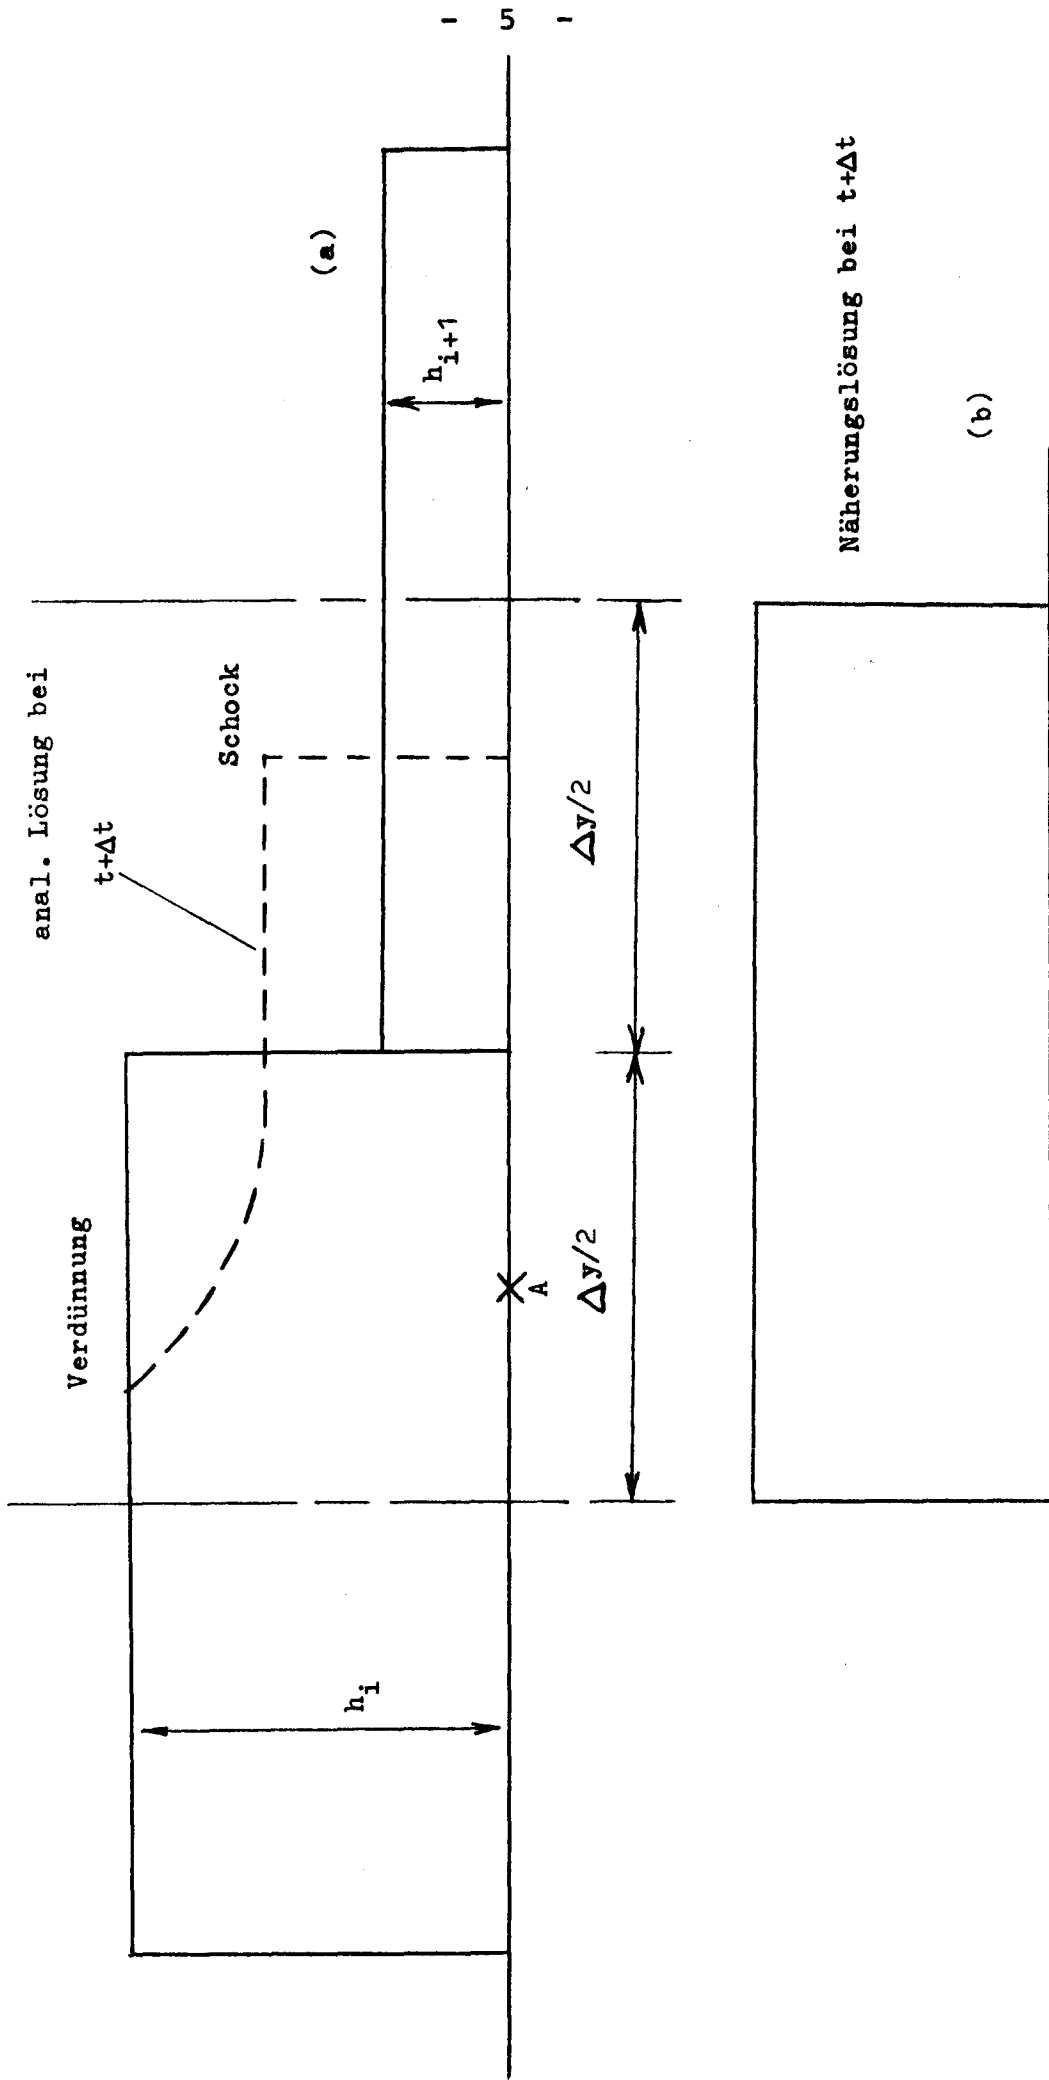 - 5 -
anal. Lösung bei
t+Δt
Verdünnung
Schock
(a)
h_i
h_{i+1}
A
Δy/2
Δy/2
Näherungslösung bei t+Δt
(b)